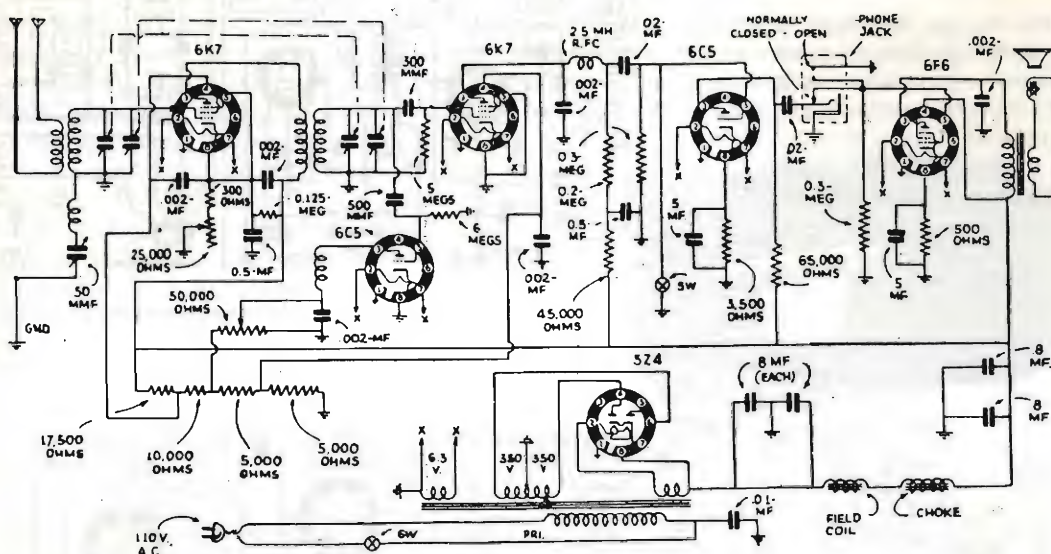 6K7
300
MMF
6K7
2.5 MH
R.F.C
.02-
MF
6C5
NORMALLY
CLOSED - OPEN
PHONE
JACK
6F6
.002-
MF
.002
MF
.002-
MF
300
OHMS
0.125-MEG
500
MMF
5
MEGS
.002
-MF
0.3-
MEG
0.2-
MEG
0.5
MF
.02-MF
0.3-
MEG
5
MF
500
OHMS
5
MF
65,000
OHMS
3,500
OHMS
SW
25,000
OHMS
0.5-MF
6C5
6
MEGS
.002-
MF
45,000
OHMS
50
MMF
GND
50,000
OHMS
.002-MF
17,500
OHMS
10,000
OHMS
5,000
OHMS
5,000
OHMS
5Z4
8 MF
(EACH)
8
MF
8
MF
X
X
6.3
V.
350
V
350
V
.01-
MF
FIELD
COIL
CHOKE
110 V.
A.C.
SW
PRI.